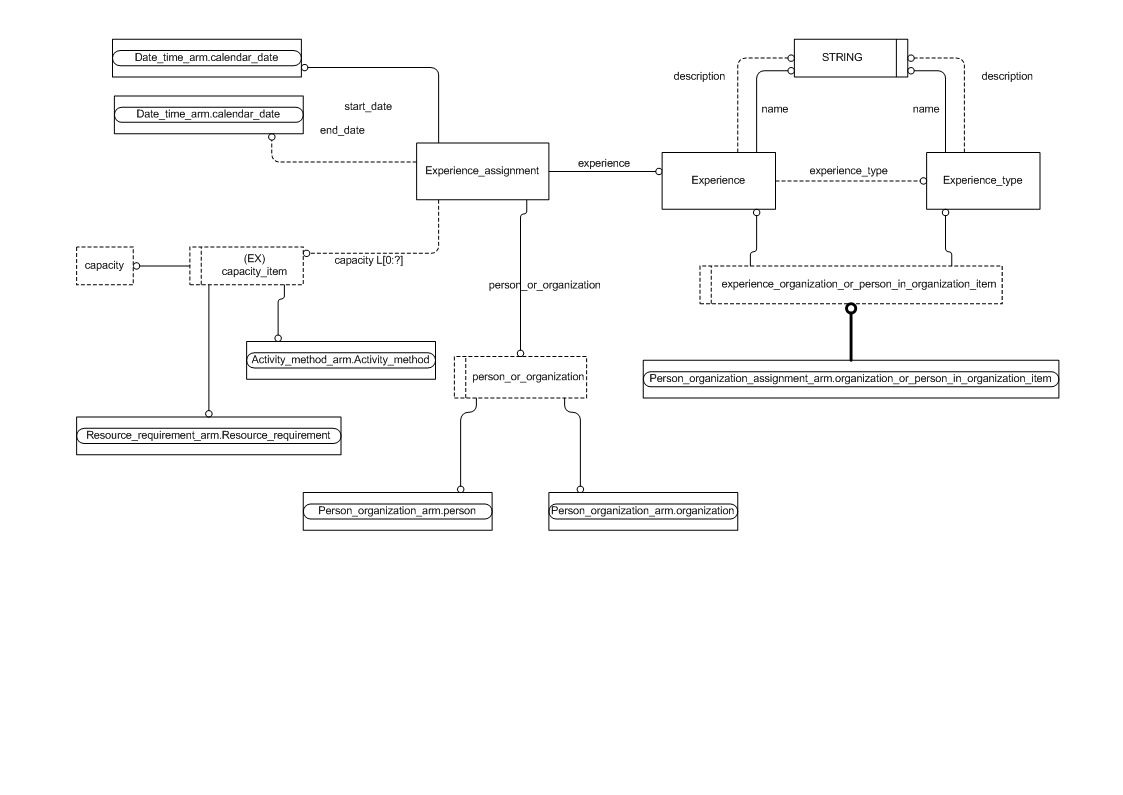 Date_time_arm.calendar_date
STRING
description
description
name
name
Date_time_arm.calendar_date
start_date
end_date
Experience_assignment
experience
Experience
experience_type
Experience_type
capacity
(EX)
capacity_item
capacity L[0:?]
person_or_organization
experience_organization_or_person_in_organization_item
Activity_method_arm.Activity_method
person_or_organization
Person_organization_assignment_arm.organization_or_person_in_organization_item
Resource_requirement_arm.Resource_requirement
Person_organization_arm.person
Person_organization_arm.organization